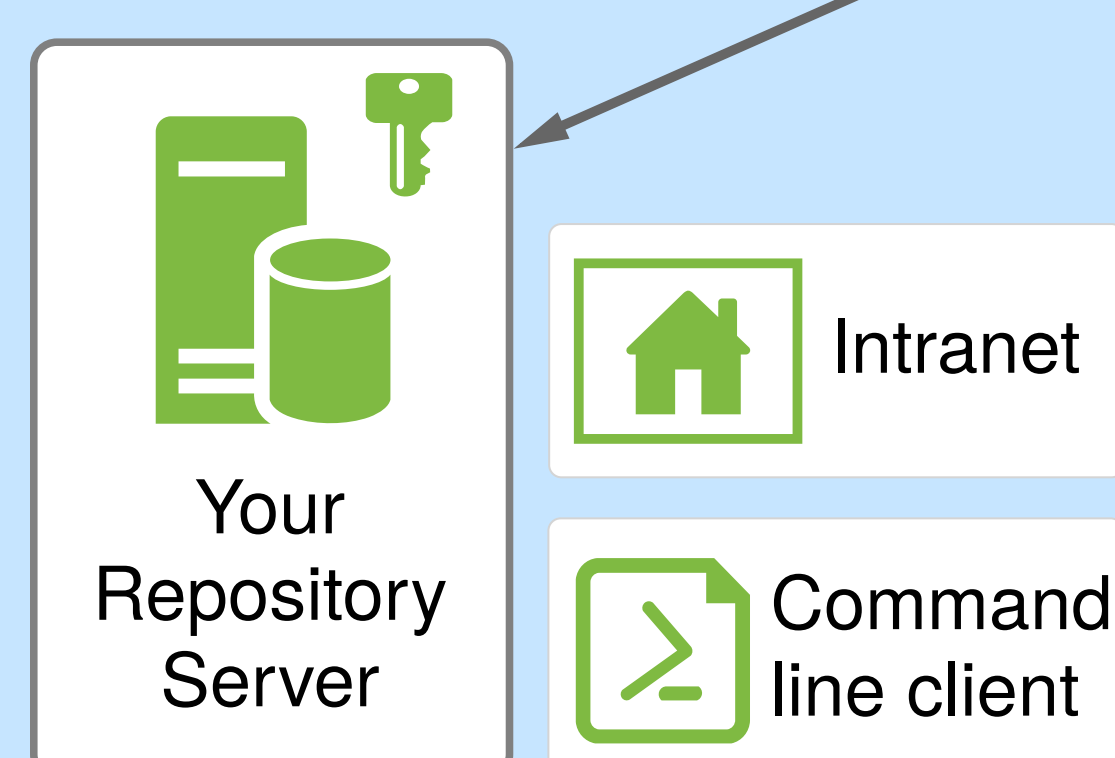 Your
Repository
Server
Intranet
Command
line client